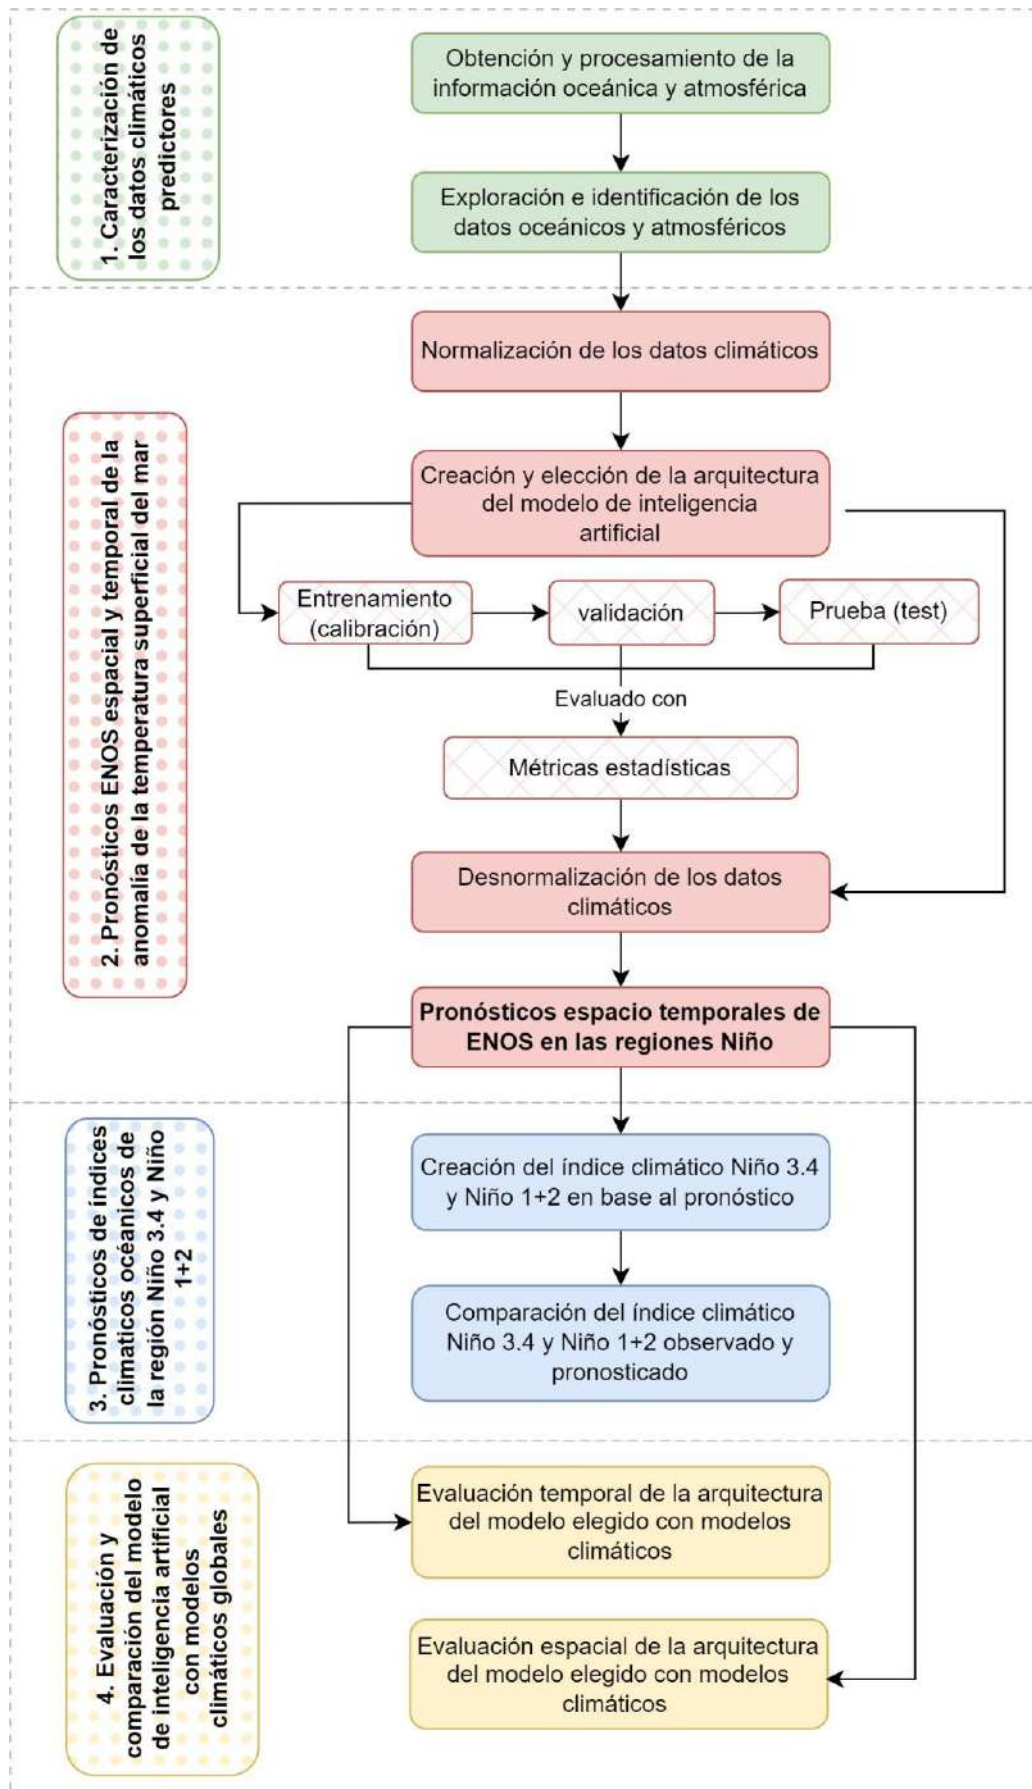 1. Caracterización de
los datos climáticos
predictores
Obtención y procesamiento de la
información oceánica y atmosférica
Exploración e identificación de los
datos oceánicos y atmosféricos
2. Pronósticos ENOS espacial y temporal de la
anomalía de la temperatura superficial del mar
Normalización de los datos climáticos
Creación y elección de la arquitectura
del modelo de inteligencia
artificial
Entrenamiento
(calibración)
validación
Prueba (test)
Evaluado con
Métricas estadísticas
Desnormalización de los datos
climáticos
Pronósticos espacio temporales de
ENOS en las regiones Niño
3. Pronósticos de índices
climaticos océanicos de
la región Niño 3.4 y Niño
1+2
Creación del índice climático Niño 3.4
y Niño 1+2 en base al pronóstico
Comparación del índice climático
Niño 3.4 y Niño 1+2 observado y
pronosticado
4. Evaluación y
comparación del modelo
de inteligencia artificial
con modelos
climáticos globales
Evaluación temporal de la arquitectura
del modelo elegido con modelos
climáticos
Evaluación espacial de la arquitectura
del modelo elegido con modelos
climáticos